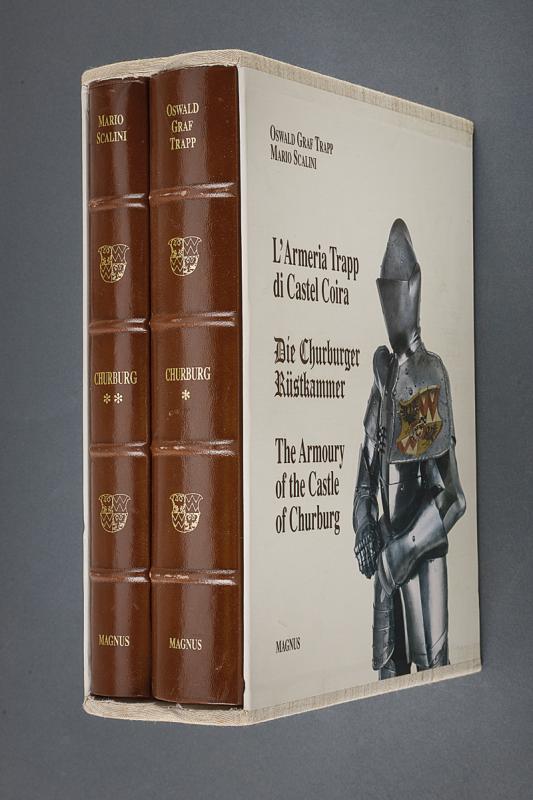 MARIO
SCALINI
CHURBURG
**
MAGNUS
OSWALD
GRAF
TRAPP
CHURBURG
*
MAGNUS
OSWALD GRAF TRAPP
MARIO SCALINI
L'Armeria Trapp
di Castel Coira
Die Churburger
Rüstkammer
The Armoury
of the Castle
of Churburg
MAGNUS